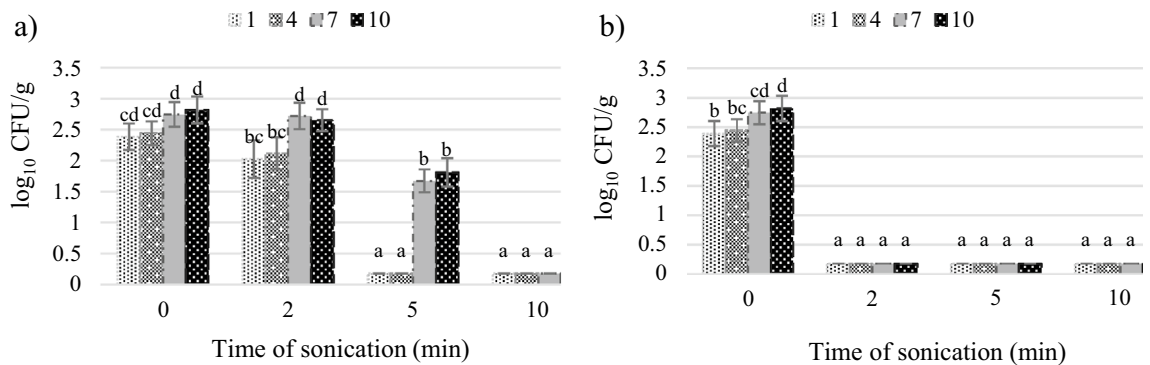 a)
1 4 7 10
log₁₀ CFU/g
3.5
3
2.5
2
1.5
1
0.5
0
cd cd d d
bc bc d d
a a b b
a a a
0 2 5 10
Time of sonication (min)
b)
1 4 7 10
log₁₀ CFU/g
3.5
3
2.5
2
1.5
1
0.5
0
b bc cd d
a a a a
a a a a
a a a
0 2 5 10
Time of sonication (min)